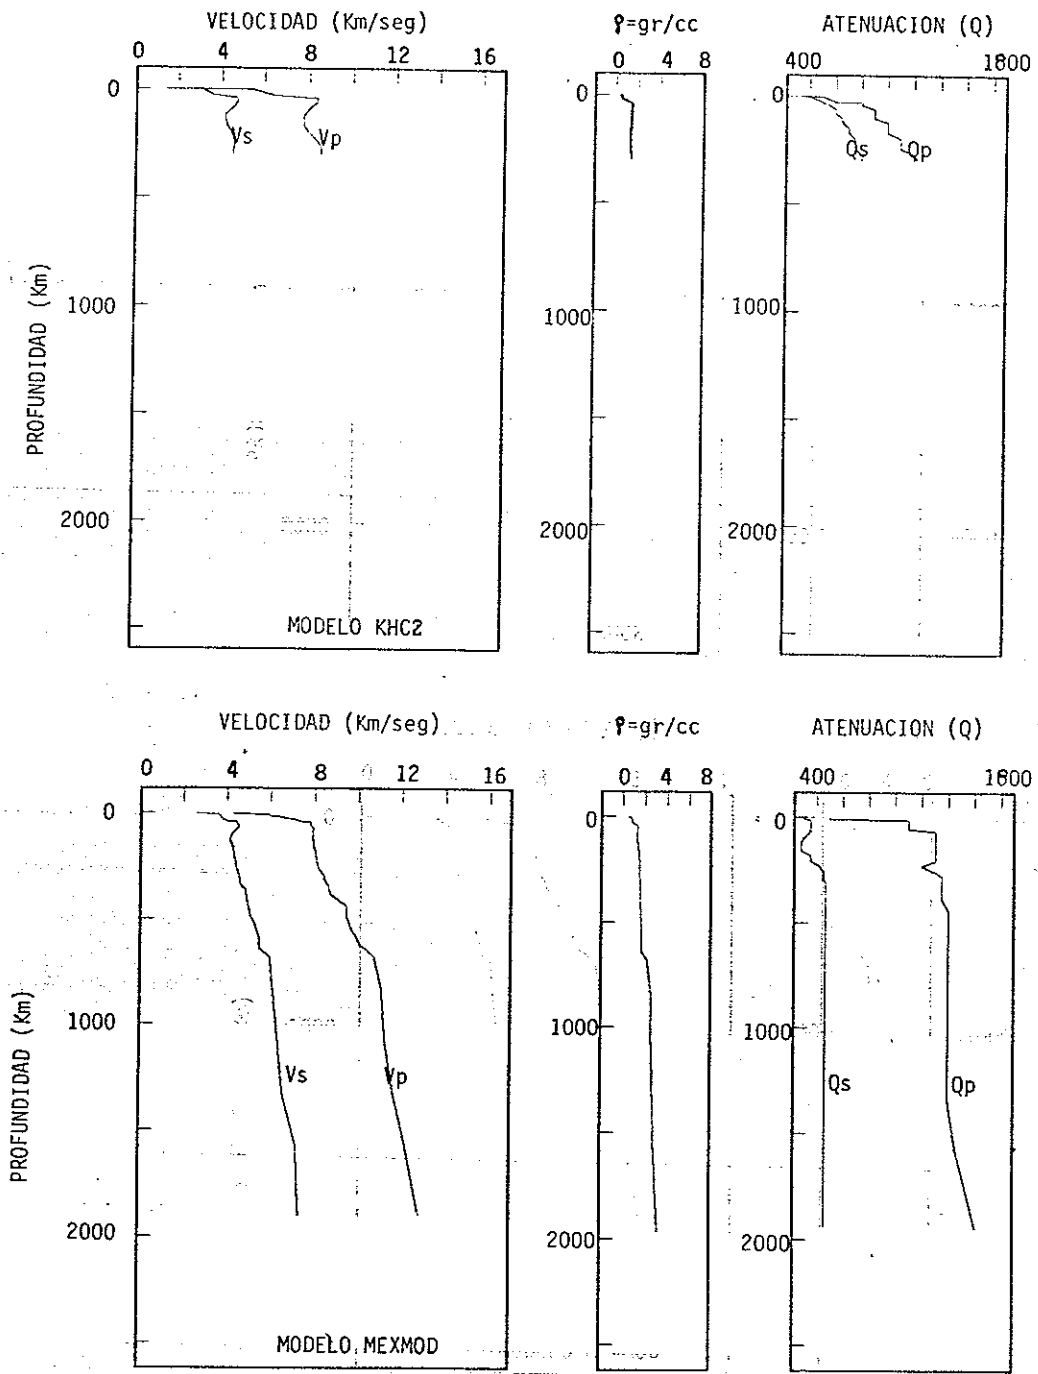 VELOCIDAD (Km/seg)
0 4 8 12 16
0
1000
2000
PROFUNDIDAD (Km)
Vs
Vp
MODELO KHC2
ρ=gr/cc
0 4 8
0
1000
2000
ATENUACION (Q)
400 1800
0
1000
2000
Qs
Qp
VELOCIDAD (Km/seg)
0 4 8 12 16
0
1000
2000
PROFUNDIDAD (Km)
Vs
Vp
MODELO MEXMOD
ρ=gr/cc
0 4 8
0
1000
2000
ATENUACION (Q)
400 1800
0
1000
2000
Qs
Qp